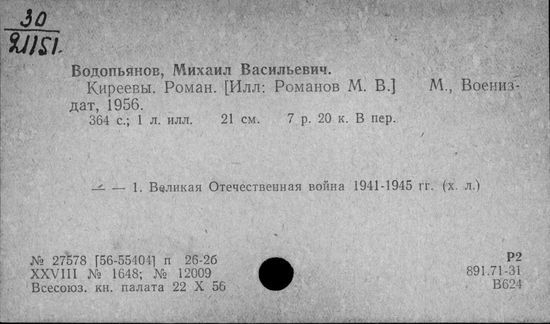 30
21151.
Водопьянов, Михаил Васильевич.
Киреевы. Роман. [Илл: Романов М. В.] М., Воениз-
дат, 1956.
364 с.; 1 л. илл. 21 см. 7 р. 20 к. В пер.
— — 1. Великая Отечественная война 1941-1945 гг. (х. л.)
№ 27578 [56-55404] п 26-2б
XXVIII № 1648; № 12009
Всесоюз. кн. палата 22 X 56
Р2
891.71-31
В624